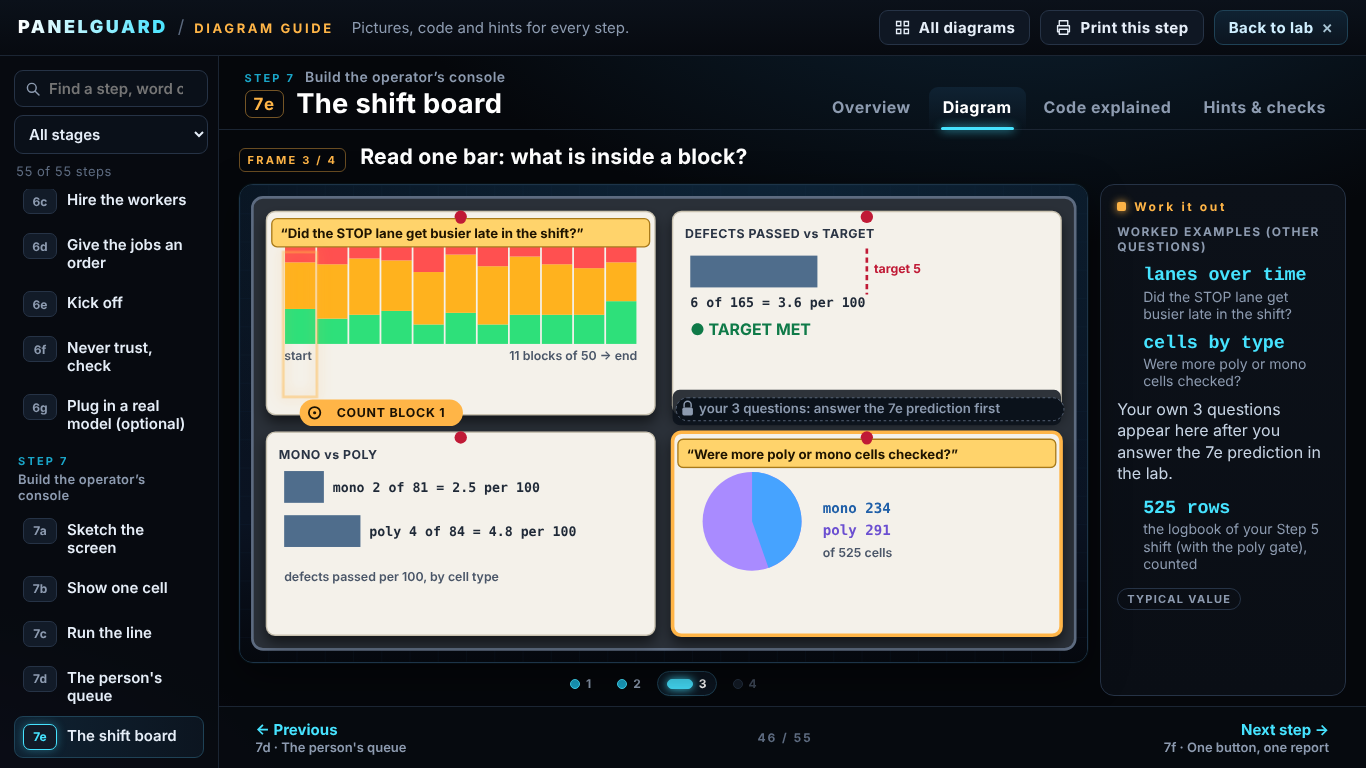 PANELGUARD / DIAGRAM GUIDE Pictures, code and hints for every step.
All diagrams
Print this step
Back to lab ×
Find a step, word c
All stages
55 of 55 steps
6c Hire the workers
6d Give the jobs an order
6e Kick off
6f Never trust, check
6g Plug in a real model (optional)
STEP 7
Build the operator's console
7a Sketch the screen
7b Show one cell
7c Run the line
7d The person's queue
7e The shift board
STEP 7 Build the operator’s console
7e The shift board
Overview
Diagram
Code explained
Hints & checks
FRAME 3 / 4 Read one bar: what is inside a block?
“Did the STOP lane get busier late in the shift?”
start
11 blocks of 50 → end
COUNT BLOCK 1
DEFECTS PASSED vs TARGET
target 5
6 of 165 = 3.6 per 100
TARGET MET
your 3 questions: answer the 7e prediction first
MONO vs POLY
mono 2 of 81 = 2.5 per 100
poly 4 of 84 = 4.8 per 100
defects passed per 100, by cell type
“Were more poly or mono cells checked?”
mono 234
poly 291
of 525 cells
1
2
3
4
Work it out
WORKED EXAMPLES (OTHER
QUESTIONS)
lanes over time
Did the STOP lane get
busier late in the shift?
cells by type
Were more poly or mono
cells checked?
Your own 3 questions
appear here after you
answer the 7e prediction in
the lab.
525 rows
the logbook of your Step 5
shift (with the poly gate),
counted
TYPICAL VALUE
← Previous
7d · The person's queue
46 / 55
Next step →
7f · One button, one report